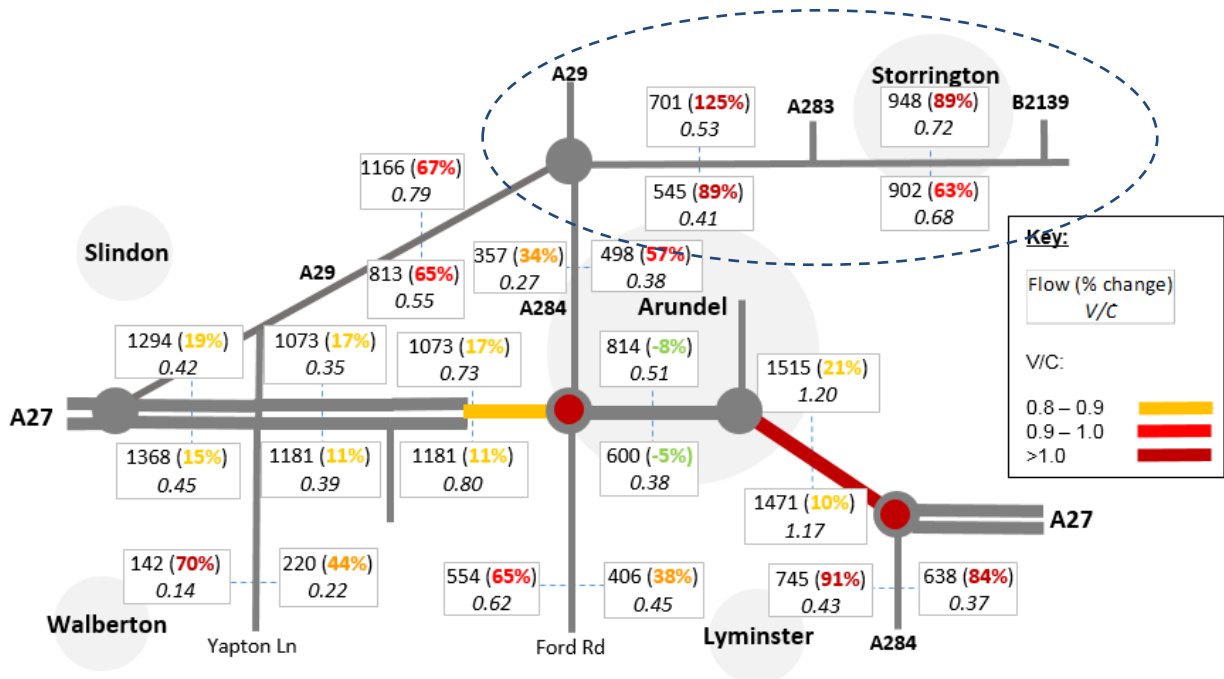 A29
Storrington
701 (125%)
0.53
A283
948 (89%)
0.72
B2139
1166 (67%)
0.79
545 (89%)
0.41
902 (63%)
0.68
Slindon
A29
813 (65%)
0.55
357 (34%)
0.27
498 (57%)
0.38
A284
Arundel
Key:
Flow (% change)
V/C
V/C:
0.8 – 0.9
0.9 – 1.0
>1.0
1294 (19%)
0.42
1073 (17%)
0.35
1073 (17%)
0.73
814 (-8%)
0.51
1515 (21%)
1.20
A27
1368 (15%)
0.45
1181 (11%)
0.39
1181 (11%)
0.80
600 (-5%)
0.38
1471 (10%)
1.17
A27
142 (70%)
0.14
220 (44%)
0.22
554 (65%)
0.62
406 (38%)
0.45
745 (91%)
0.43
638 (84%)
0.37
Walberton
Yapton Ln
Ford Rd
Lyminster
A284